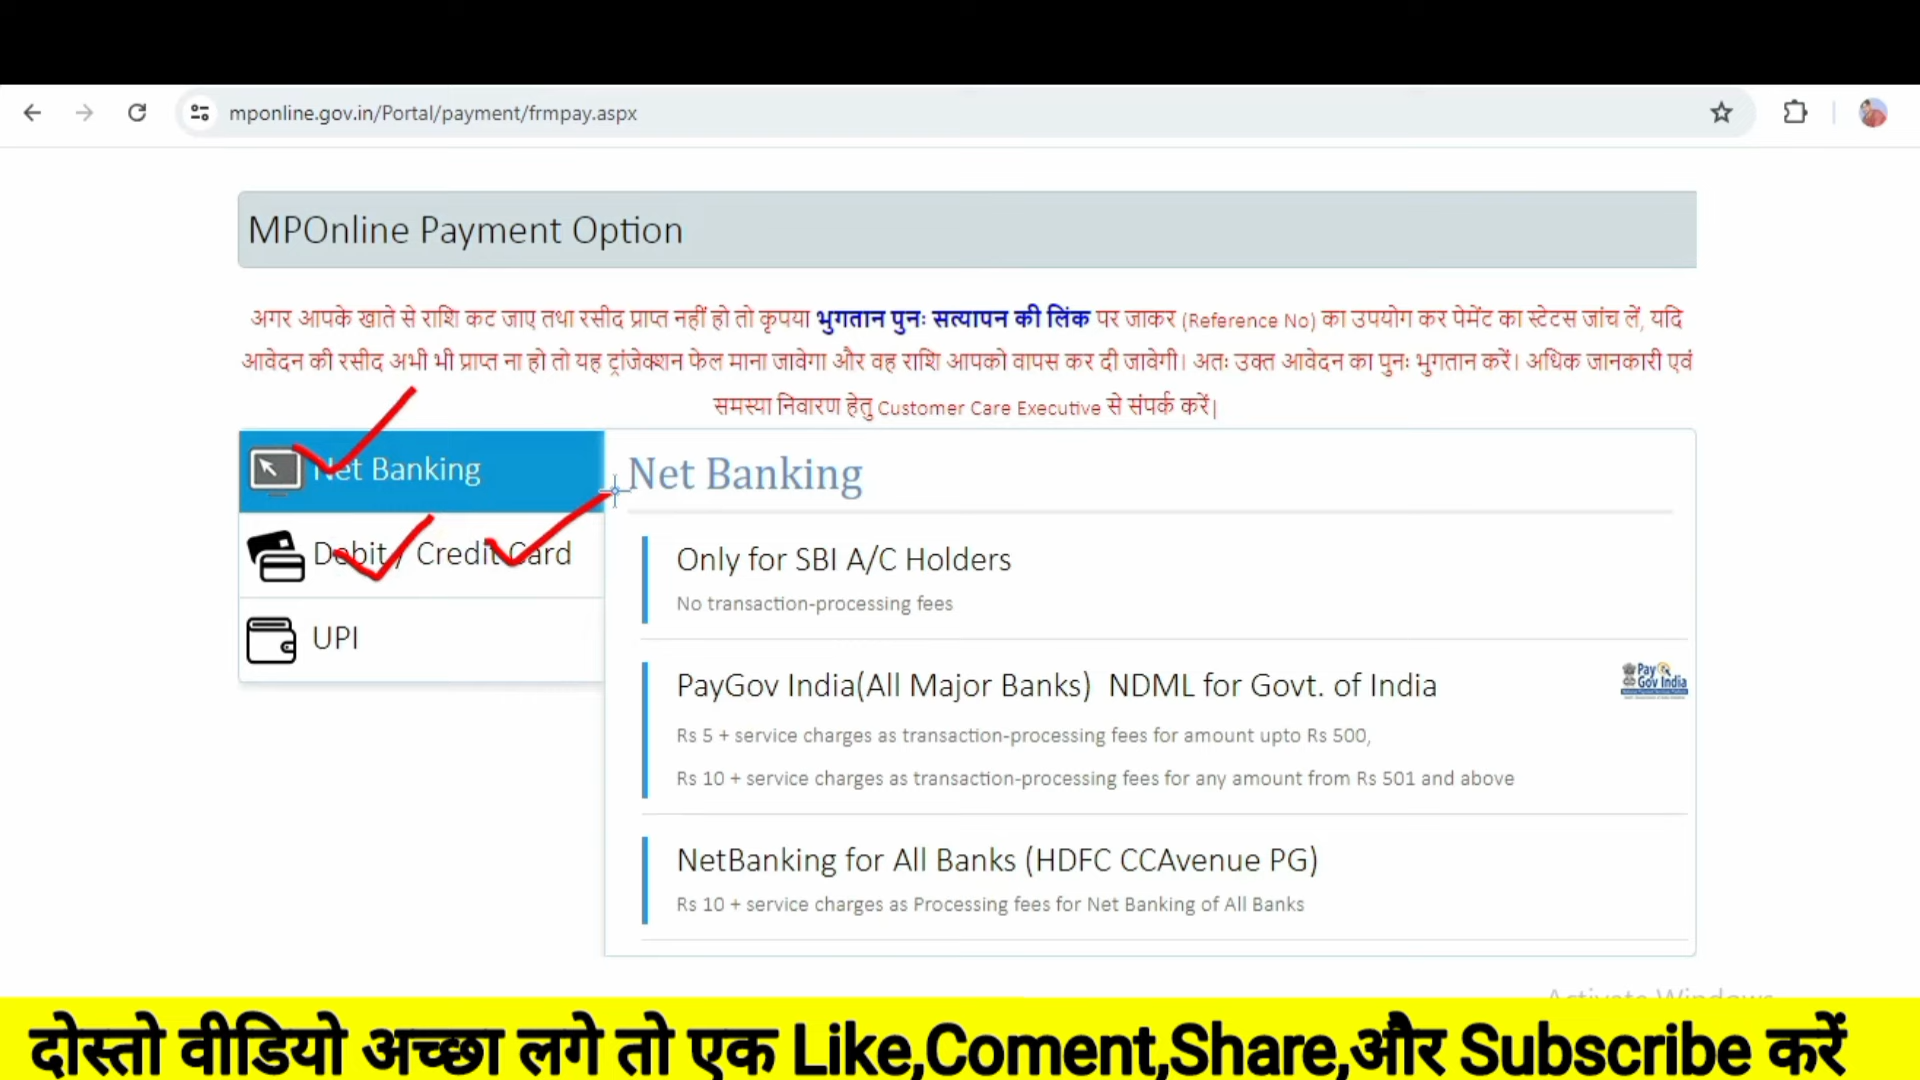 mponline.gov.in/Portal/payment/frmpay.aspx
MPOnline Payment Option
अगर आपके खाते से राशि कट जाए तथा रसीद प्राप्त नहीं हो तो कृपया भुगतान पुनः सत्यापन की लिंक पर जाकर (Reference No) का उपयोग कर पेमेंट का स्टेटस जांच लें, यदि
आवेदन की रसीद अभी भी प्राप्त ना हो तो यह ट्रांजेक्शन फेल माना जावेगा और वह राशि आपको वापस कर दी जावेगी। अतः उक्त आवेदन का पुनः भुगतान करें। अधिक जानकारी एवं
समस्या निवारण हेतु Customer Care Executive से संपर्क करें|
Net Banking
Debit / Credit Card
UPI
Net Banking
Only for SBI A/C Holders
No transaction-processing fees
PayGov India(All Major Banks) NDML for Govt. of India
Pay Gov India
Rs 5 + service charges as transaction-processing fees for amount upto Rs 500,
Rs 10 + service charges as transaction-processing fees for any amount from Rs 501 and above
NetBanking for All Banks (HDFC CCAvenue PG)
Rs 10 + service charges as Processing fees for Net Banking of All Banks
Activate Windows
दोस्तो वीडियो अच्छा लगे तो एक Like,Coment,Share,और Subscribe करें